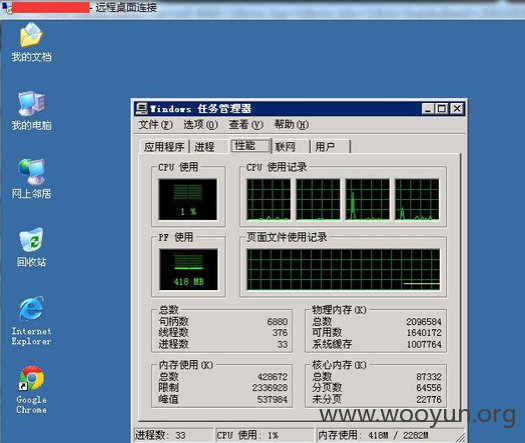 - 远程桌面连接
我的文档
我的电脑
网上邻居
回收站
Internet
Explorer
Google
Chrome
Windows 任务管理器
文件(F) 选项(O) 查看(V) 帮助(H)
应用程序 进程 性能 联网 用户
CPU 使用 CPU 使用记录
1 %
PF 使用 页面文件使用记录
418 MB
总数
句柄数 6880
线程数 376
进程数 33
物理内存(K)
总数 2096584
可用数 1640172
系统缓存 1007764
内存使用(K)
总数 428672
限制 2336928
峰值 537984
核心内存(K)
总数 87332
分页数 64556
未分页 22776
进程数: 33 CPU 使用: 1% 内存使用: 418M / 2282M
www.wooyun.org